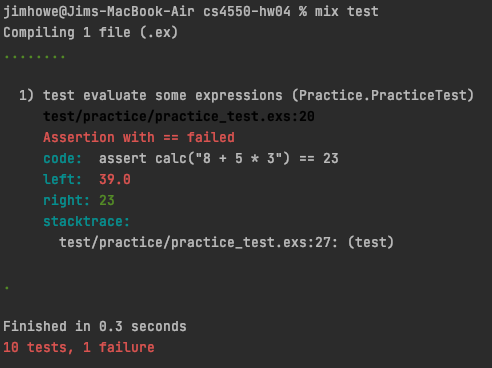 jimhowe@Jims-MacBook-Air cs4550-hw04 % mix test
Compiling 1 file (.ex)
........
1) test evaluate some expressions (Practice.PracticeTest)
test/practice/practice_test.exs:20
Assertion with == failed
code:  assert calc("8 + 5 * 3") == 23
left:  39.0
right: 23
stacktrace:
test/practice/practice_test.exs:27: (test)
.
Finished in 0.3 seconds
10 tests, 1 failure